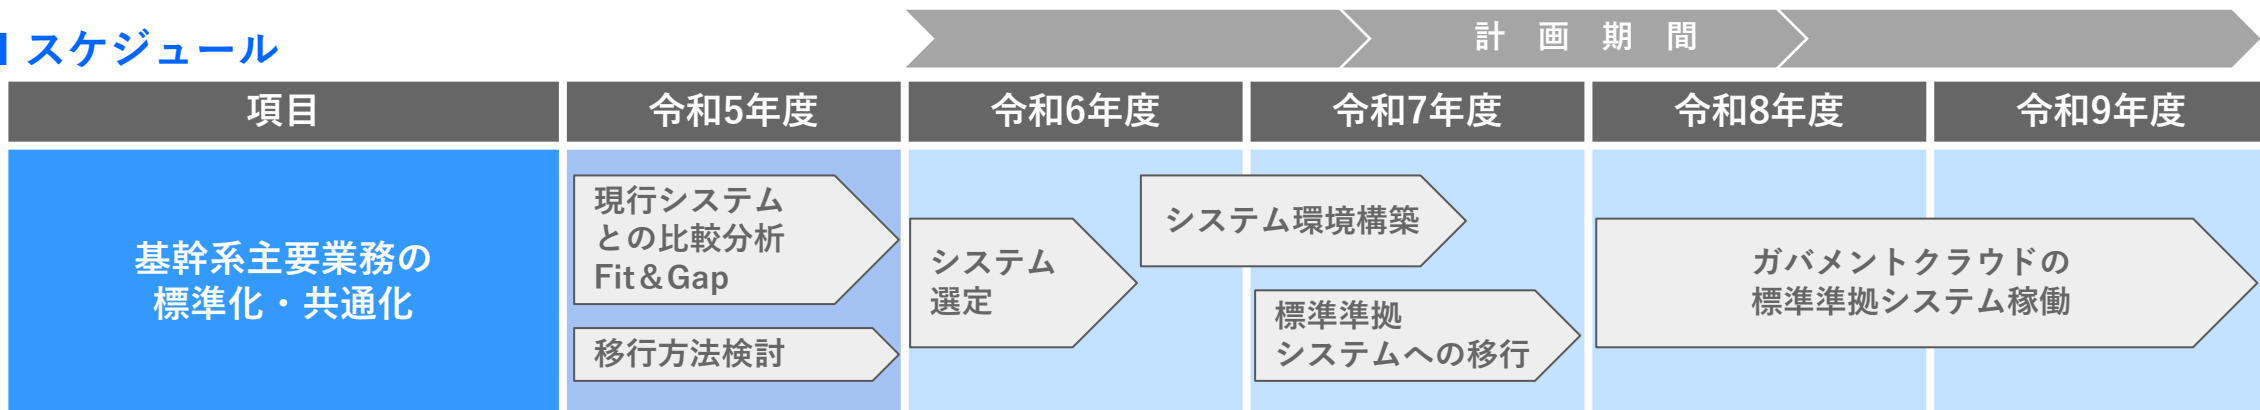 スケジュール
計画期間
項目
令和5年度
令和6年度
令和7年度
令和8年度
令和9年度
基幹系主要業務の
標準化・共通化
現行システム
との比較分析
Fit＆Gap
移行方法検討
システム
選定
システム環境構築
標準準拠
システムへの移行
ガバメントクラウドの
標準準拠システム稼働